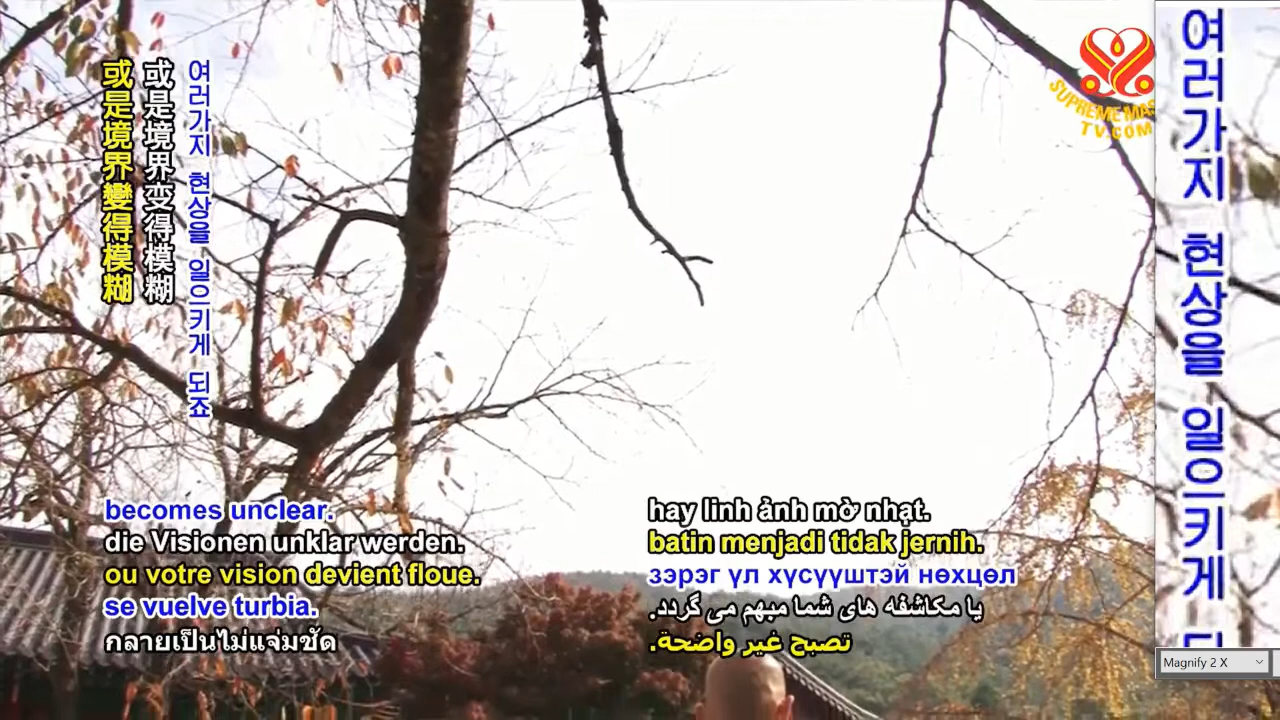 여러가지 현상을 일으키게 되죠
或是境界变得模糊
或是境界變得模糊
SUPREME MAS
TV.COM
becomes unclear.
die Visionen unklar werden.
ou votre vision devient floue.
se vuelve turbia.
กลายเป็นไม่แจ่มชัด
hay linh ảnh mờ nhạt.
batin menjadi tidak jernih.
зэрэг үл хүсүүштэй нөхцөл
يا مکاشفه های شما مبهم می گردد.
تصبح غير واضحة.
여러가지 현상을 일으키게
Magnify 2 X